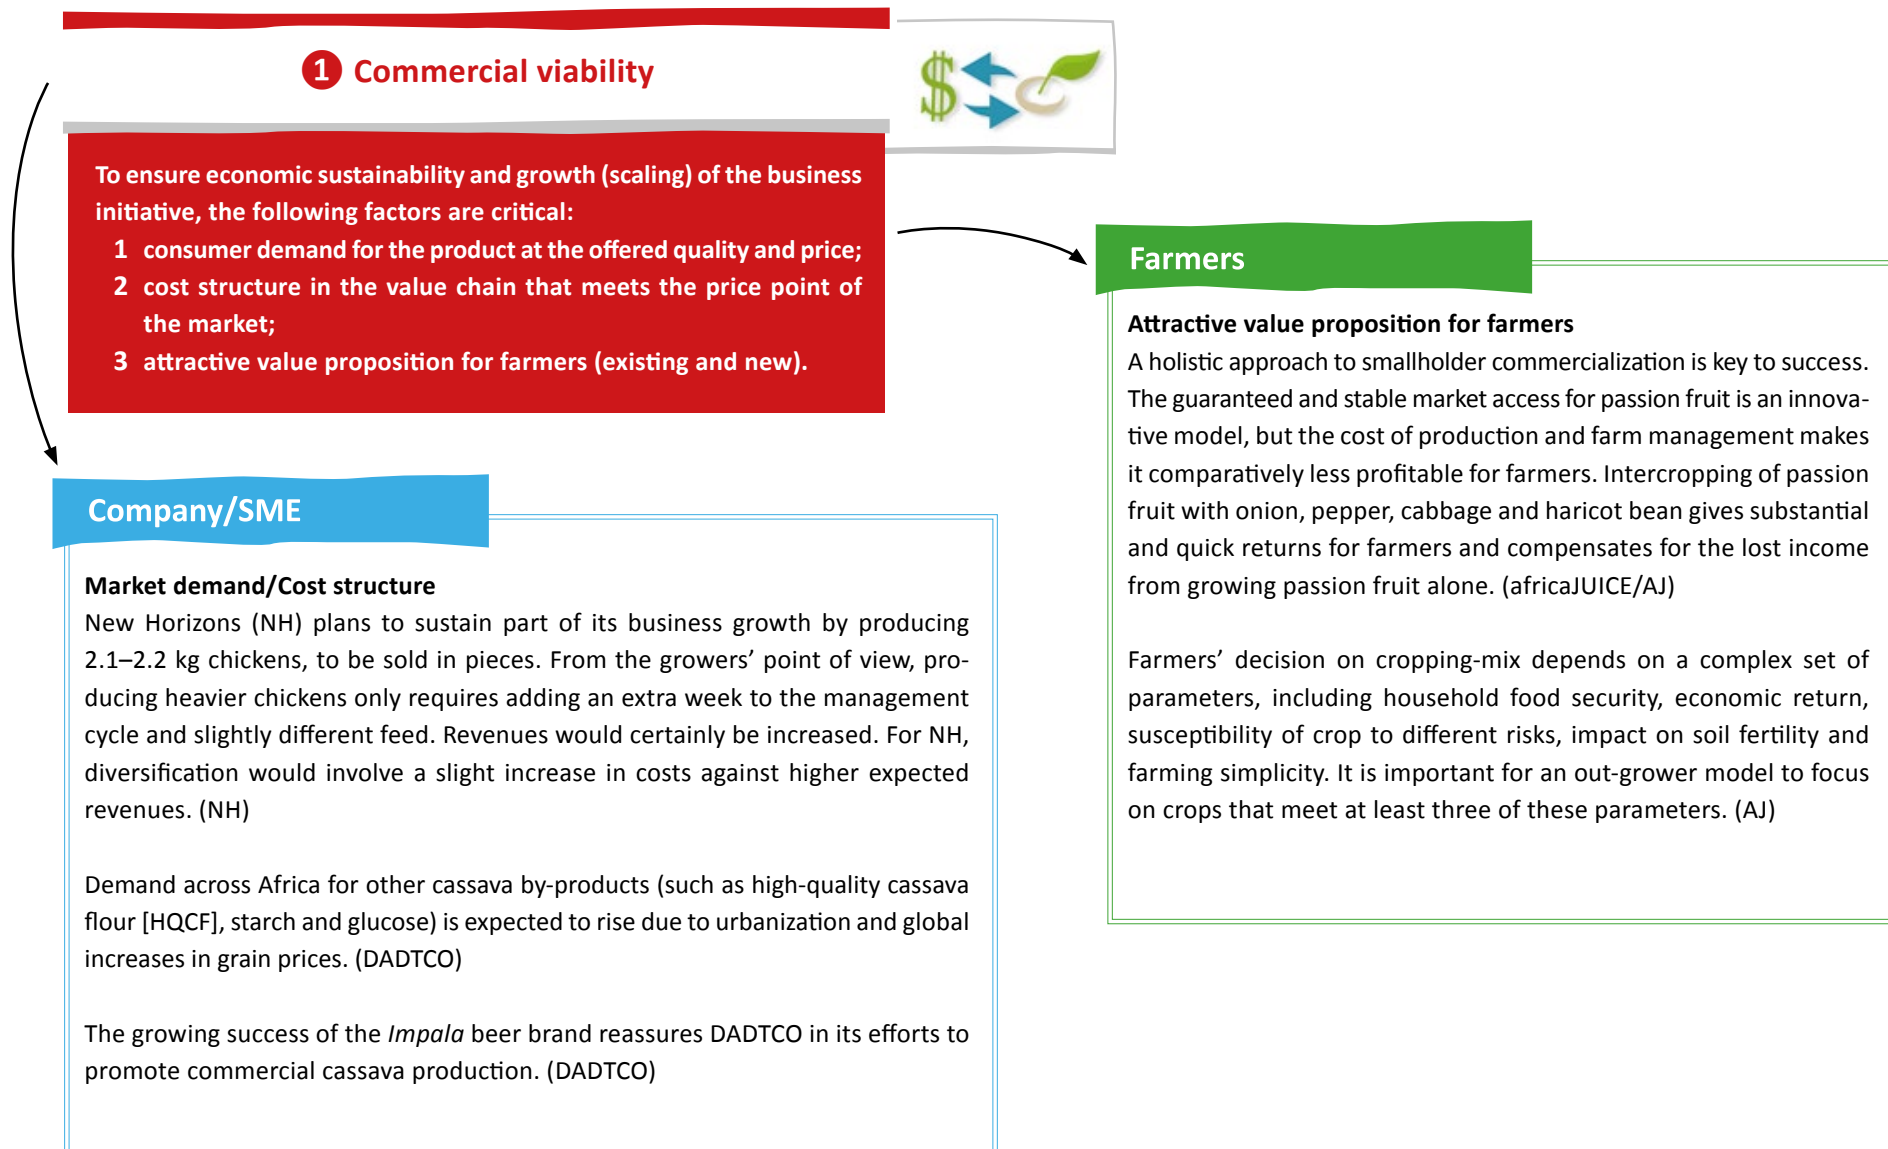 1 Commercial viability
To ensure economic sustainability and growth (scaling) of the business
initiative, the following factors are critical:
1 consumer demand for the product at the offered quality and price;
2 cost structure in the value chain that meets the price point of
the market;
3 attractive value proposition for farmers (existing and new).
Company/SME
Market demand/Cost structure
New Horizons (NH) plans to sustain part of its business growth by producing
2.1–2.2 kg chickens, to be sold in pieces. From the growers’ point of view, pro-
ducing heavier chickens only requires adding an extra week to the management
cycle and slightly different feed. Revenues would certainly be increased. For NH,
diversification would involve a slight increase in costs against higher expected
revenues. (NH)
Demand across Africa for other cassava by-products (such as high-quality cassava
flour [HQCF], starch and glucose) is expected to rise due to urbanization and global
increases in grain prices. (DADTCO)
The growing success of the Impala beer brand reassures DADTCO in its efforts to
promote commercial cassava production. (DADTCO)
Farmers
Attractive value proposition for farmers
A holistic approach to smallholder commercialization is key to success.
The guaranteed and stable market access for passion fruit is an innova-
tive model, but the cost of production and farm management makes
it comparatively less profitable for farmers. Intercropping of passion
fruit with onion, pepper, cabbage and haricot bean gives substantial
and quick returns for farmers and compensates for the lost income
from growing passion fruit alone. (africaJUICE/AJ)
Farmers’ decision on cropping-mix depends on a complex set of
parameters, including household food security, economic return,
susceptibility of crop to different risks, impact on soil fertility and
farming simplicity. It is important for an out-grower model to focus
on crops that meet at least three of these parameters. (AJ)